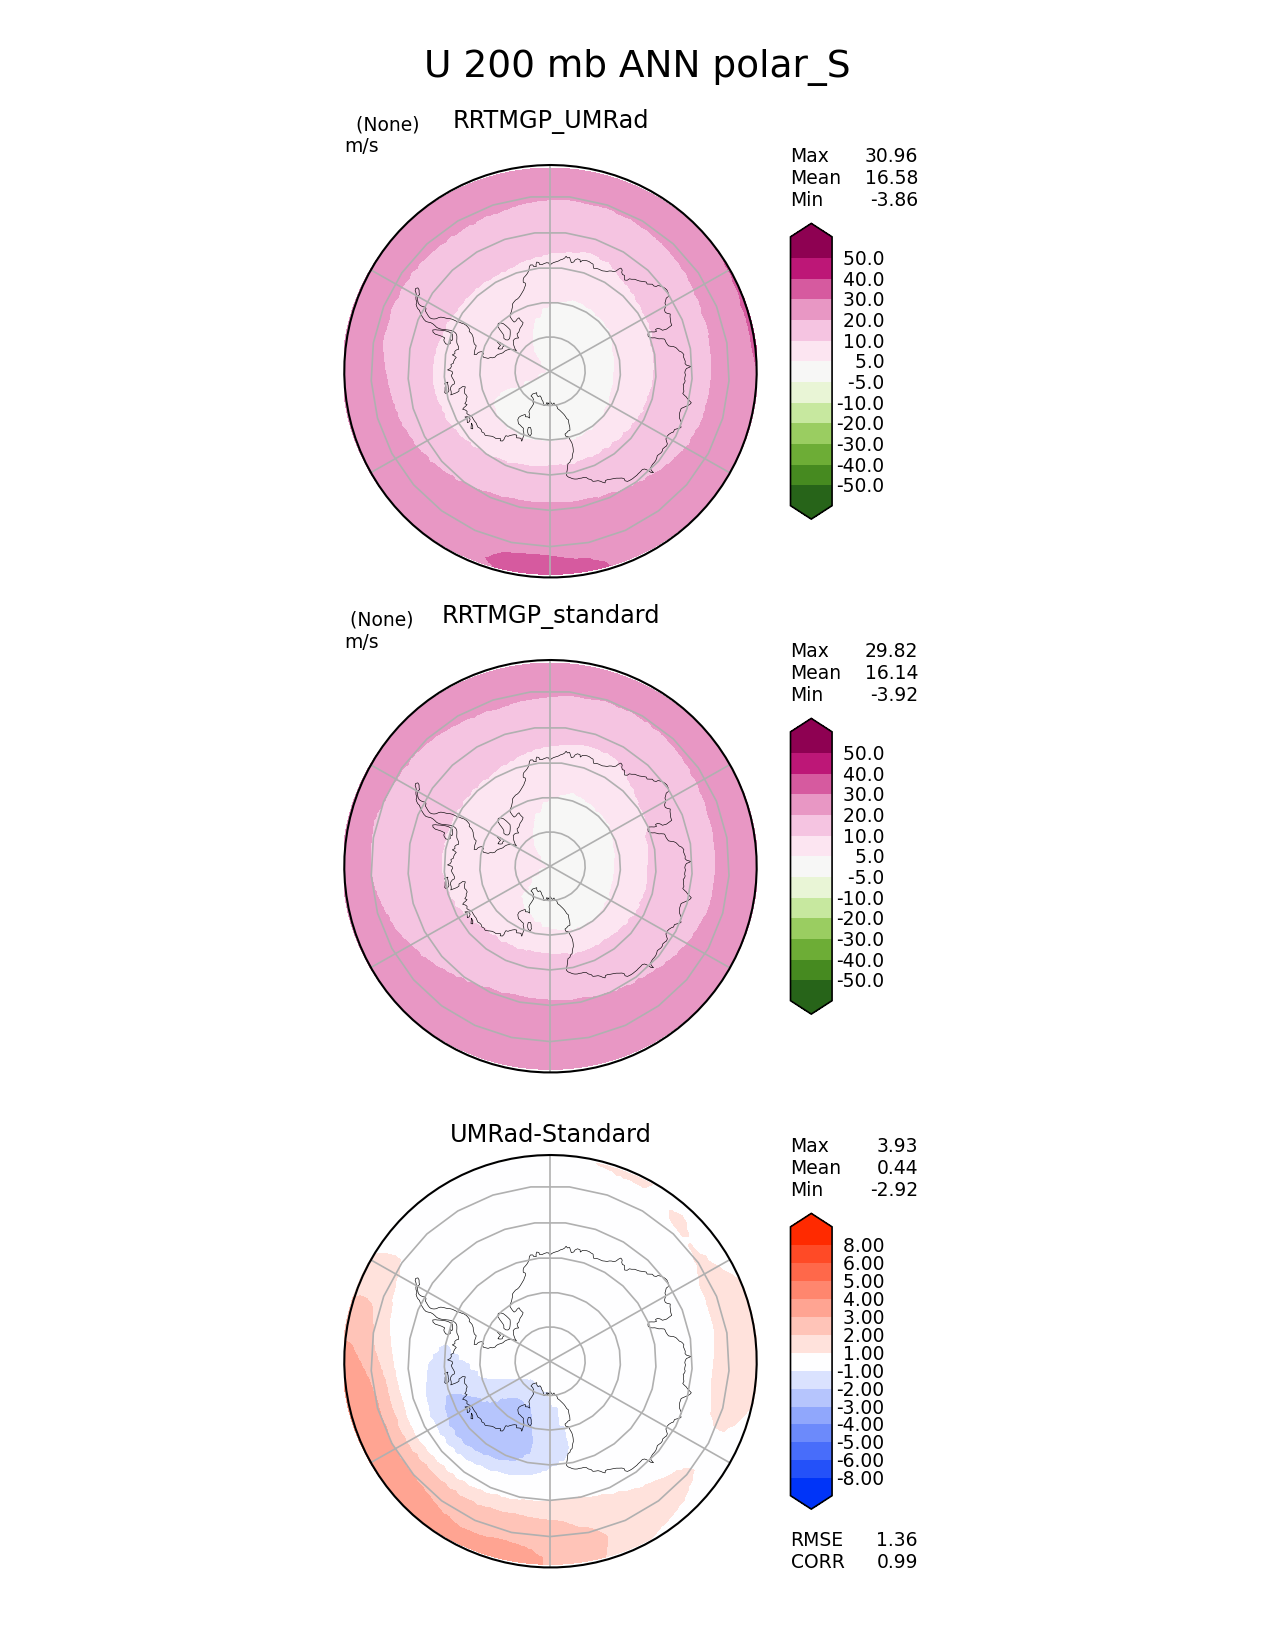 U 200 mb ANN polar_S
(None)
RRTMGP_UMRad
m/s
Max 30.96
Mean 16.58
Min -3.86
50.0
40.0
30.0
20.0
10.0
5.0
-5.0
-10.0
-20.0
-30.0
-40.0
-50.0
(None)
RRTMGP_standard
m/s
Max 29.82
Mean 16.14
Min -3.92
50.0
40.0
30.0
20.0
10.0
5.0
-5.0
-10.0
-20.0
-30.0
-40.0
-50.0
UMRad-Standard
Max 3.93
Mean 0.44
Min -2.92
8.00
6.00
5.00
4.00
3.00
2.00
1.00
-1.00
-2.00
-3.00
-4.00
-5.00
-6.00
-8.00
RMSE 1.36
CORR 0.99